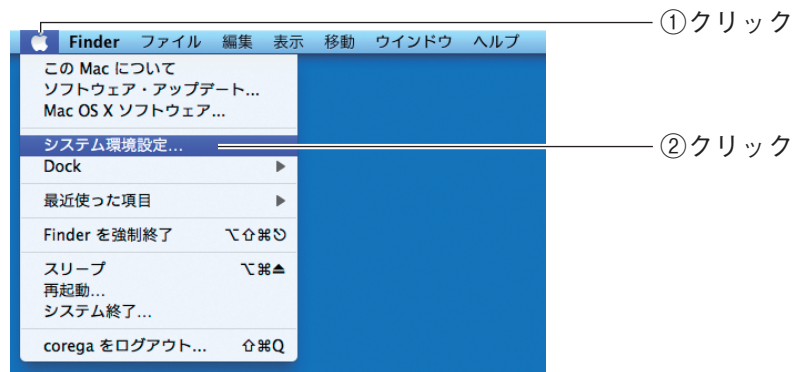 ①クリック
Finder ファイル 編集 表示 移動 ウインドウ ヘルプ
この Mac について
ソフトウェア・アップデート...
Mac OS X ソフトウェア...
システム環境設定...
②クリック
Dock ▶
最近使った項目 ▶
Finder を強制終了 ⌥⇧⌘⎋
スリープ ⌥⌘⏏
再起動...
システム終了...
corega をログアウト... ⇧⌘Q